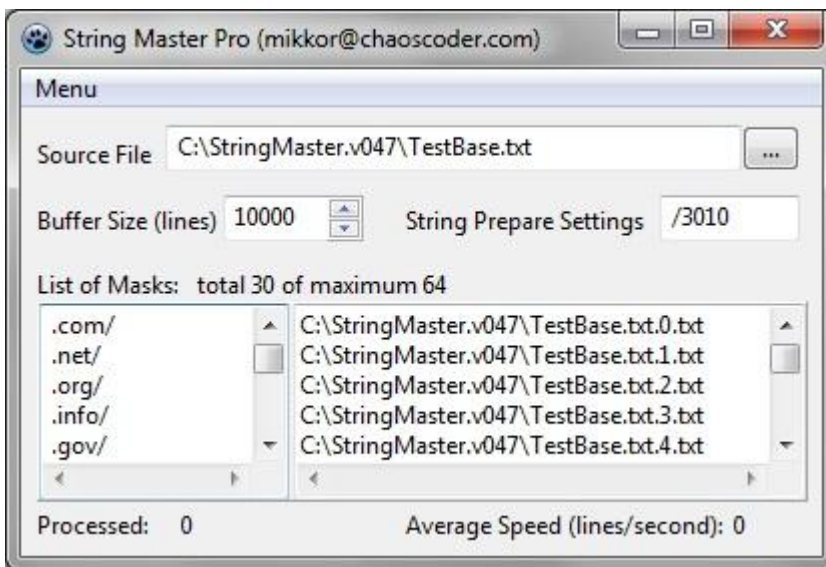 String Master Pro (mikkor@chaoscoder.com)
Menu
Source File C:\StringMaster.v047\TestBase.txt ...
Buffer Size (lines) 10000 String Prepare Settings /3010
List of Masks: total 30 of maximum 64
.com/ C:\StringMaster.v047\TestBase.txt.0.txt
.net/ C:\StringMaster.v047\TestBase.txt.1.txt
.org/ C:\StringMaster.v047\TestBase.txt.2.txt
.info/ C:\StringMaster.v047\TestBase.txt.3.txt
.gov/ C:\StringMaster.v047\TestBase.txt.4.txt
Processed: 0 Average Speed (lines/second): 0